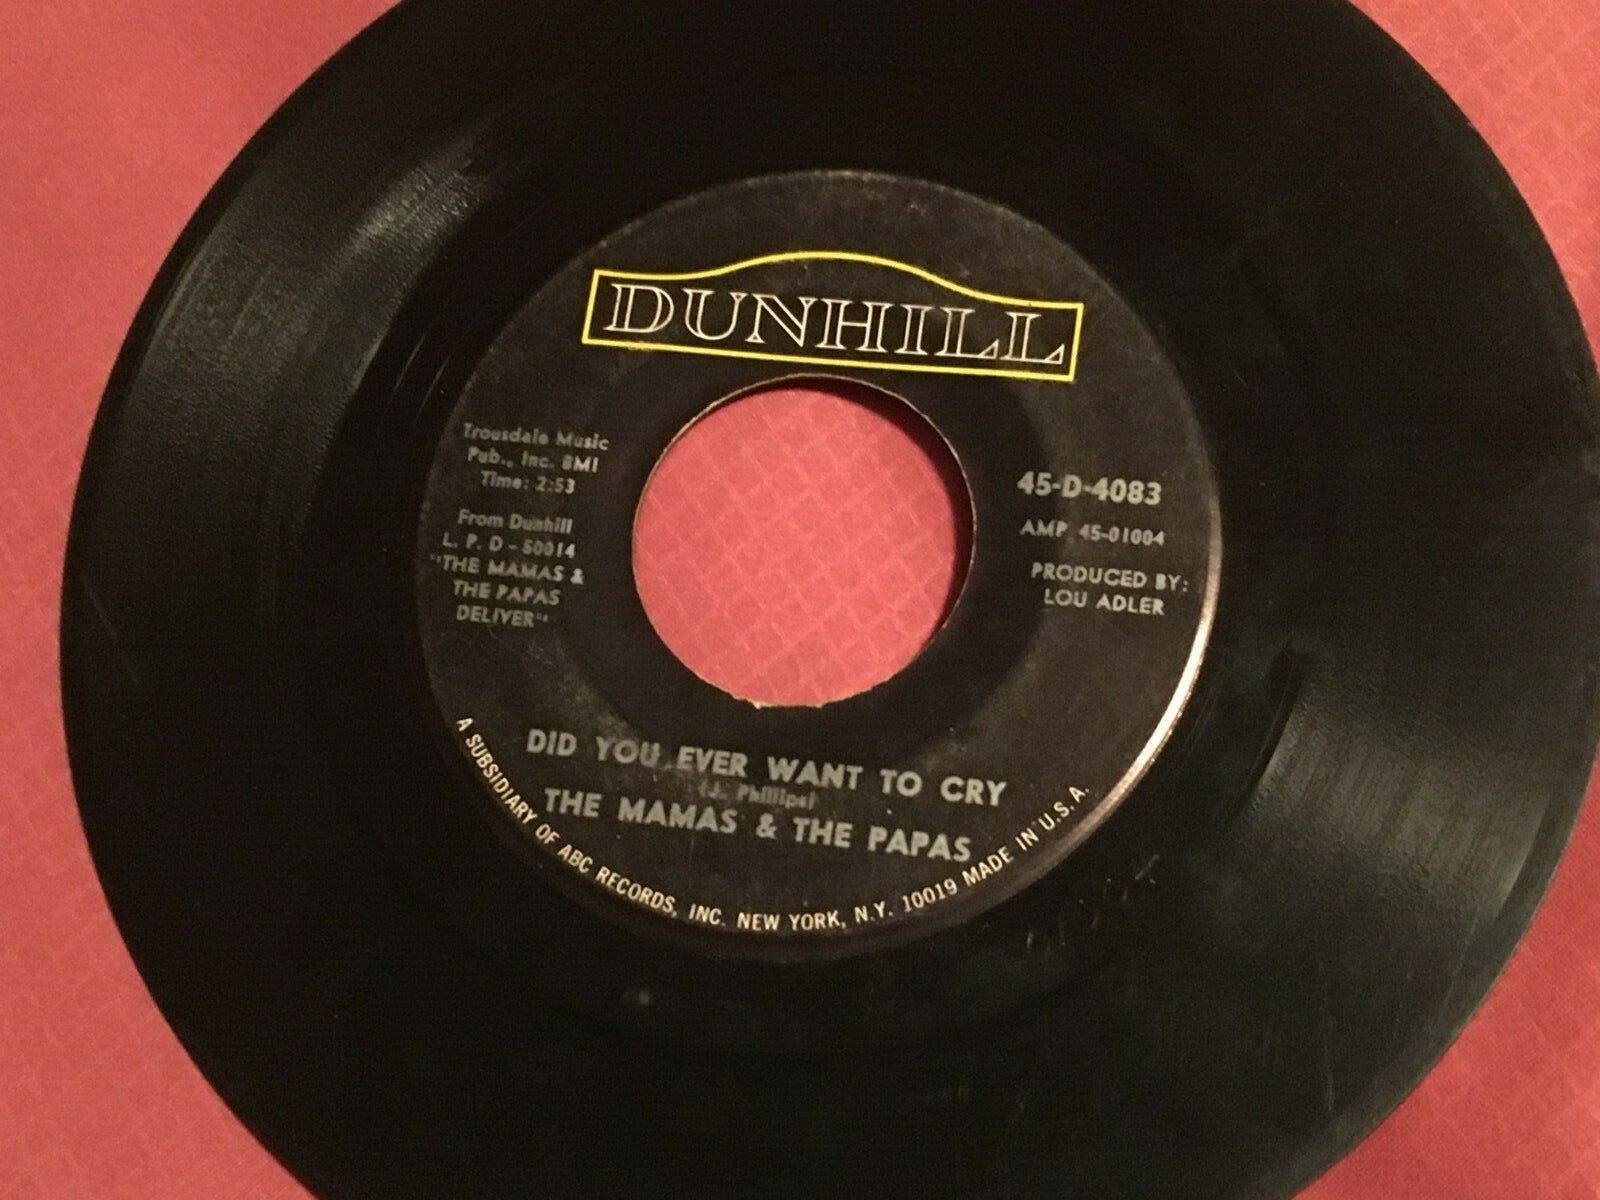 DUNHILL
Trousdale Music
Pub., Inc. BMI
Time: 2:53
From Dunhill
L. P. D - 50014
"THE MAMAS &
THE PAPAS
DELIVER"
45-D-4083
AMP 45-01004
PRODUCED BY:
LOU ADLER
DID YOU EVER WANT TO CRY
(J. Phillips)
THE MAMAS & THE PAPAS
A SUBSIDIARY OF ABC RECORDS, INC. NEW YORK, N.Y. 10019 MADE IN U.S.A.